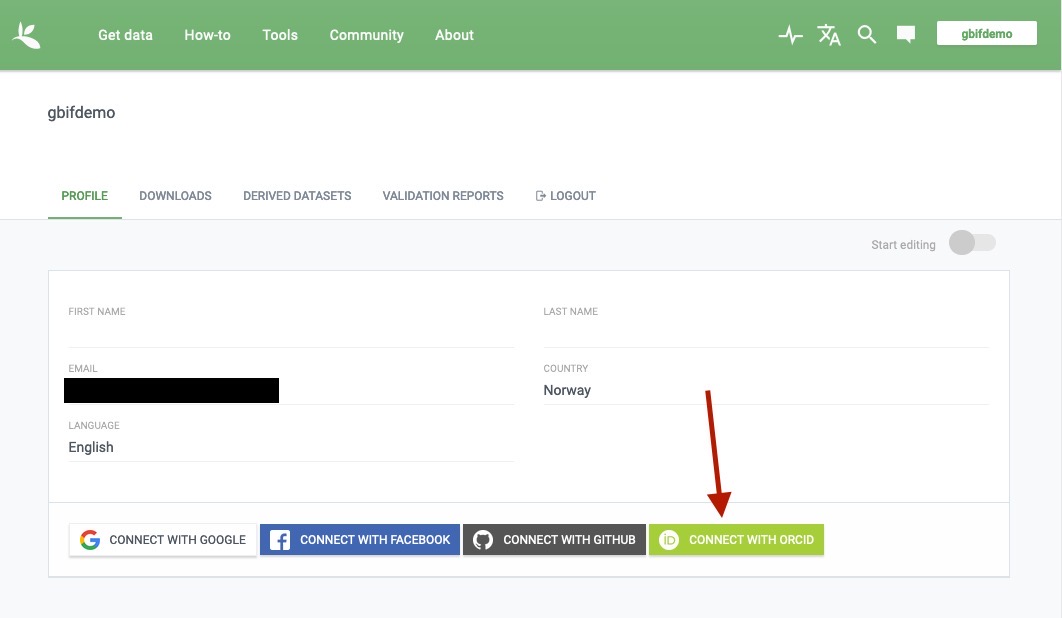 Get data How-to Tools Community About gbifdemo
gbifdemo
PROFILE DOWNLOADS DERIVED DATASETS VALIDATION REPORTS LOGOUT
Start editing
FIRST NAME LAST NAME
EMAIL COUNTRY
Norway
LANGUAGE
English
CONNECT WITH GOOGLE CONNECT WITH FACEBOOK CONNECT WITH GITHUB iD CONNECT WITH ORCID